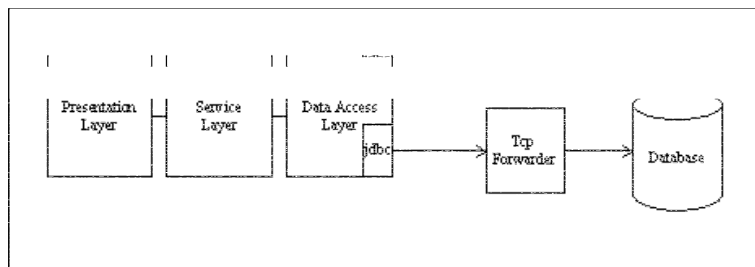 Presentation
Layer
Service
Layer
Data Access
Layer
jdbc
Tcp
Forwarder
Database